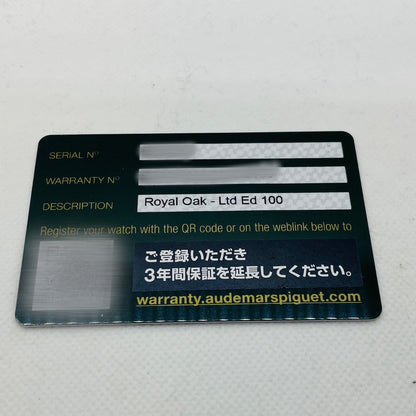 SERIAL Nº
WARRANTY Nº
DESCRIPTION Royal Oak - Ltd Ed 100
Register your watch with the QR code or on the weblink below to
ご登録いただき
3年間保証を延長してください。
warranty.audemarspiguet.com